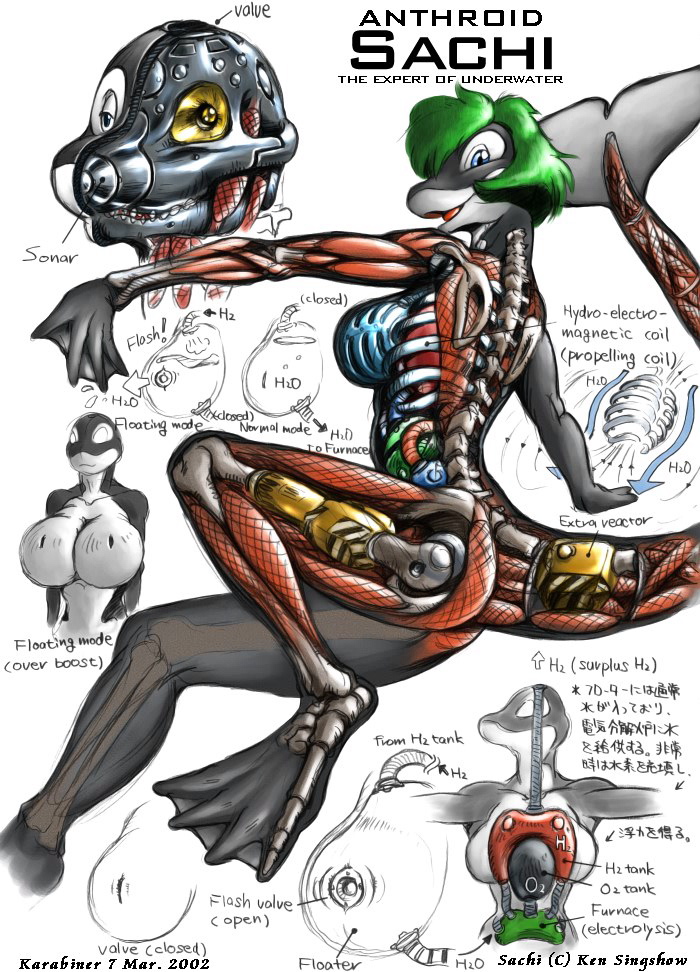 valve
ANTHROID
SACHI
THE EXPERT OF UNDERWATER
Sonar
H₂
(closed)
Flosh!
H₂O
H₂O
(closed)
Floating mode
Normal mode
H₂O
to Furnace
Hydro-electro-
magnetic coil
(propelling coil)
H₂O
H₂O
Extra reactor
Floating mode
(over boost)
H₂ (surplus H₂)
*フローターには通常
水が入っており、
電気分解炉に水
を給供する。非常
時は水素を充填し、
浮力を得る。
From H₂ tank
H₂
H₂
O₂
H₂ tank
O₂ tank
Furnace
(electrolysis)
Flash valve
(open)
Floater
H₂O
valve (closed)
Karabiner 7 Mar. 2002
Sachi (C) Ken Singshow